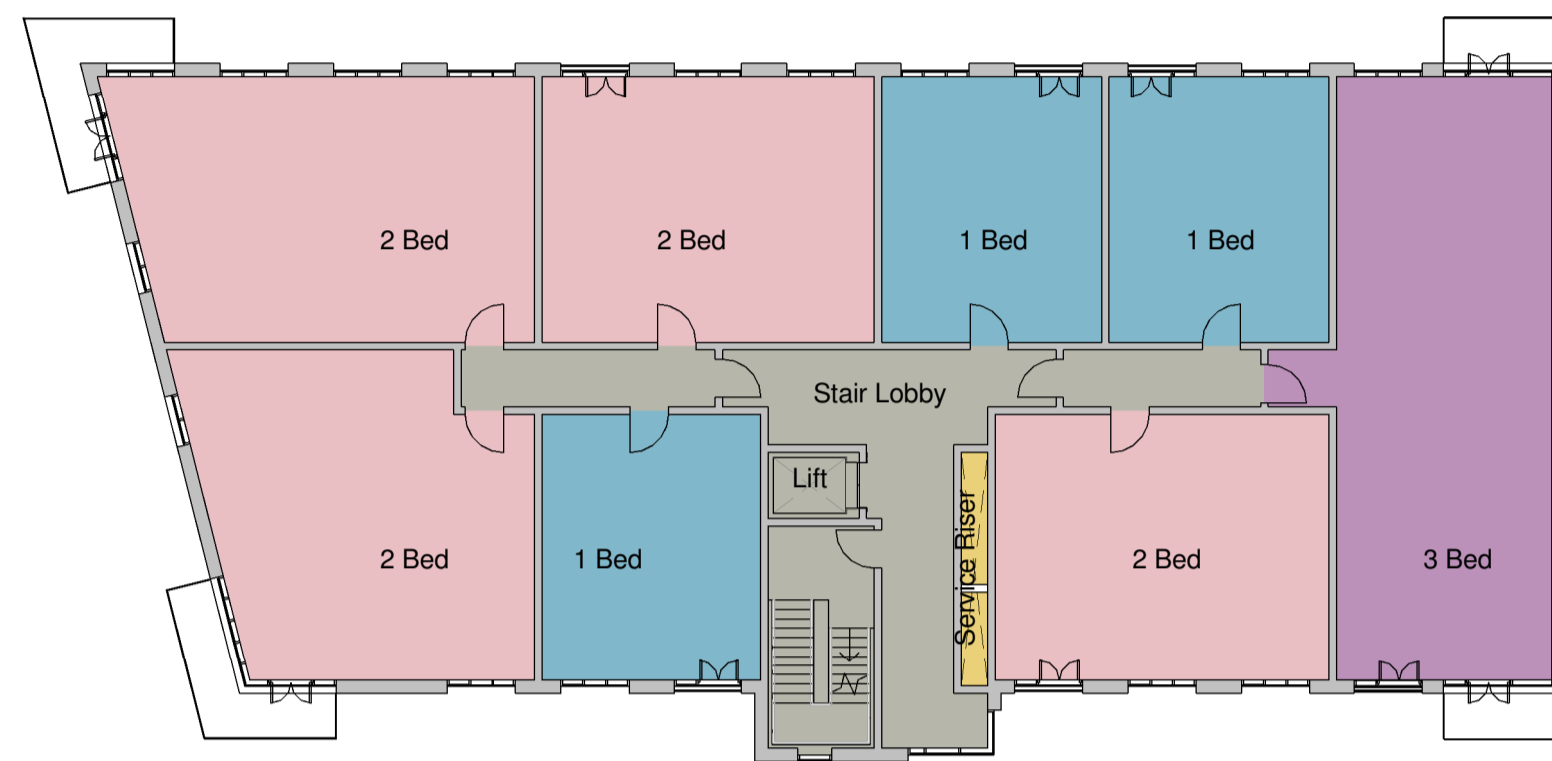 2 Bed
2 Bed
1 Bed
1 Bed
Stair Lobby
Lift
Service Riser
2 Bed
1 Bed
2 Bed
3 Bed